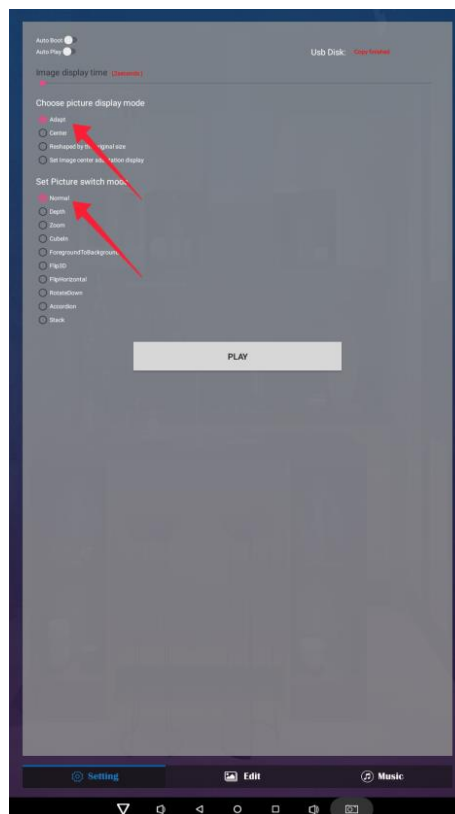 Auto Boot
Auto Play
Usb Disk: Copy finished
Image display time (3seconds)
Choose picture display mode
Adapt
Center
Reshaped by the original size
Set image center adaptation display
Set Picture switch mode
Normal
Depth
Zoom
CubeIn
ForegroundToBackground
Flip3D
FlipHorizontal
RotateDown
Accordion
Stack
PLAY
Setting
Edit
Music